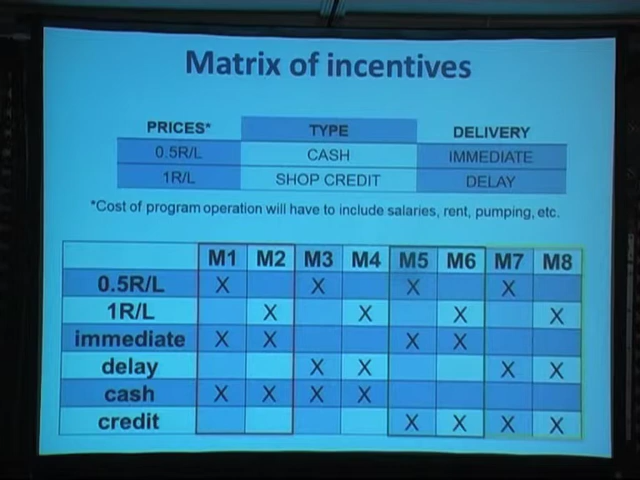 Matrix of incentives
PRICES* TYPE DELIVERY
0.5R/L CASH IMMEDIATE
1R/L SHOP CREDIT DELAY
*Cost of program operation will have to include salaries, rent, pumping, etc.
M1 M2 M3 M4 M5 M6 M7 M8
0.5R/L X X X X
1R/L X X X X
immediate X X X X
delay X X X X
cash X X X X
credit X X X X